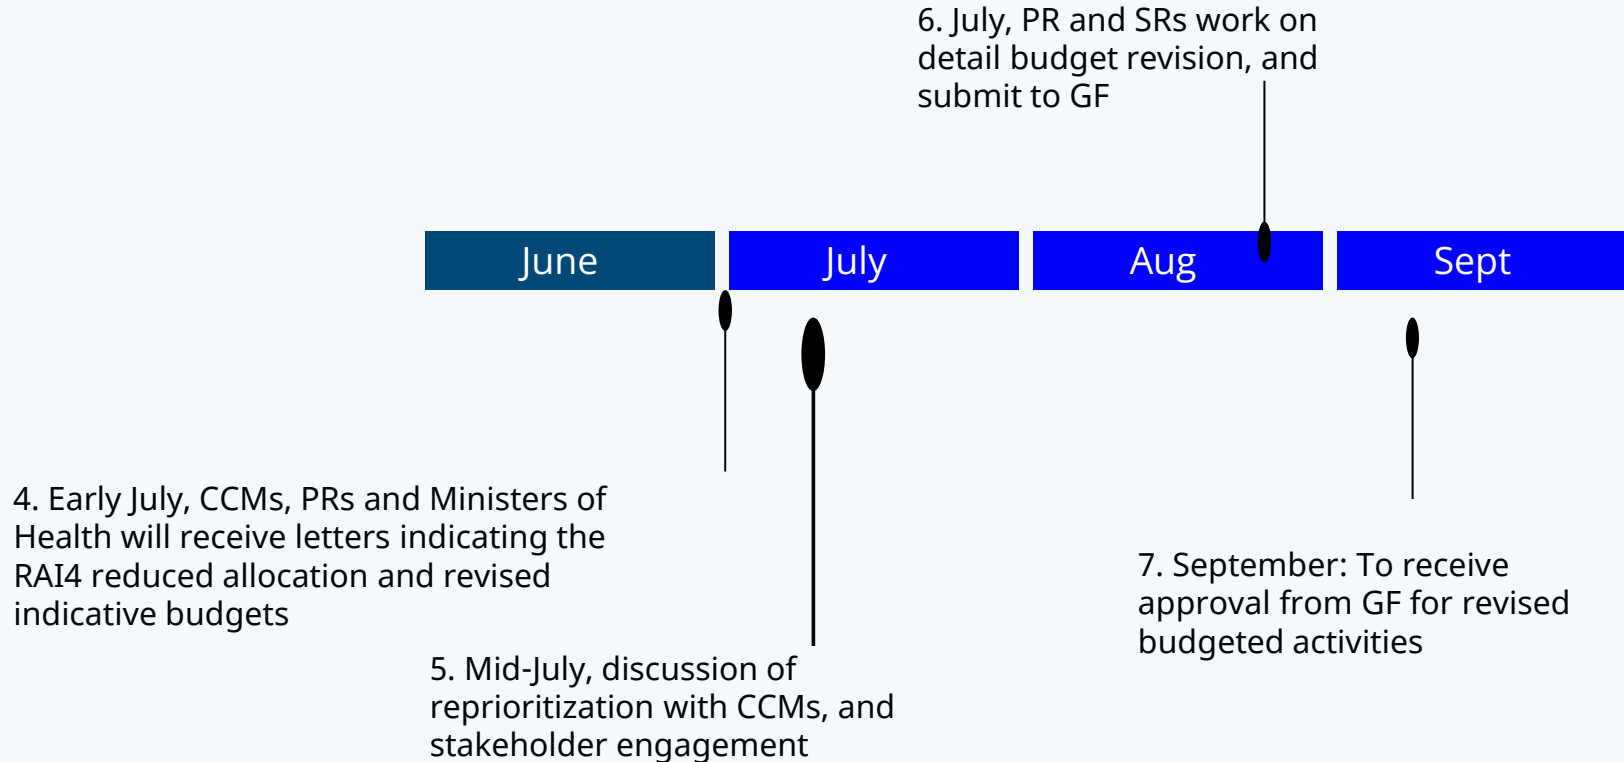 6. July, PR and SRs work on
detail budget revision, and
submit to GF
June
July
Aug
Sept
4. Early July, CCMs, PRs and Ministers of
Health will receive letters indicating the
RAI4 reduced allocation and revised
indicative budgets
7. September: To receive
approval from GF for revised
budgeted activities
5. Mid-July, discussion of
reprioritization with CCMs, and
stakeholder engagement